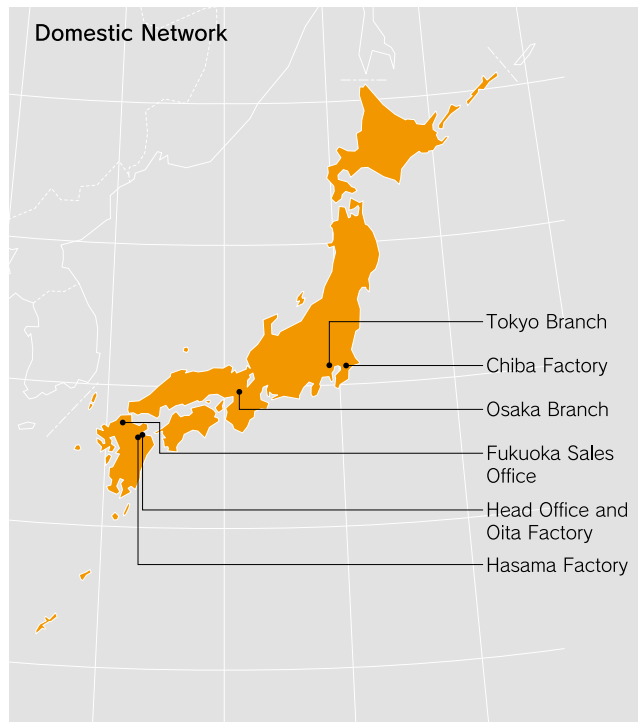 Domestic Network
Tokyo Branch
Chiba Factory
Osaka Branch
Fukuoka Sales
Office
Head Office and
Oita Factory
Hasama Factory